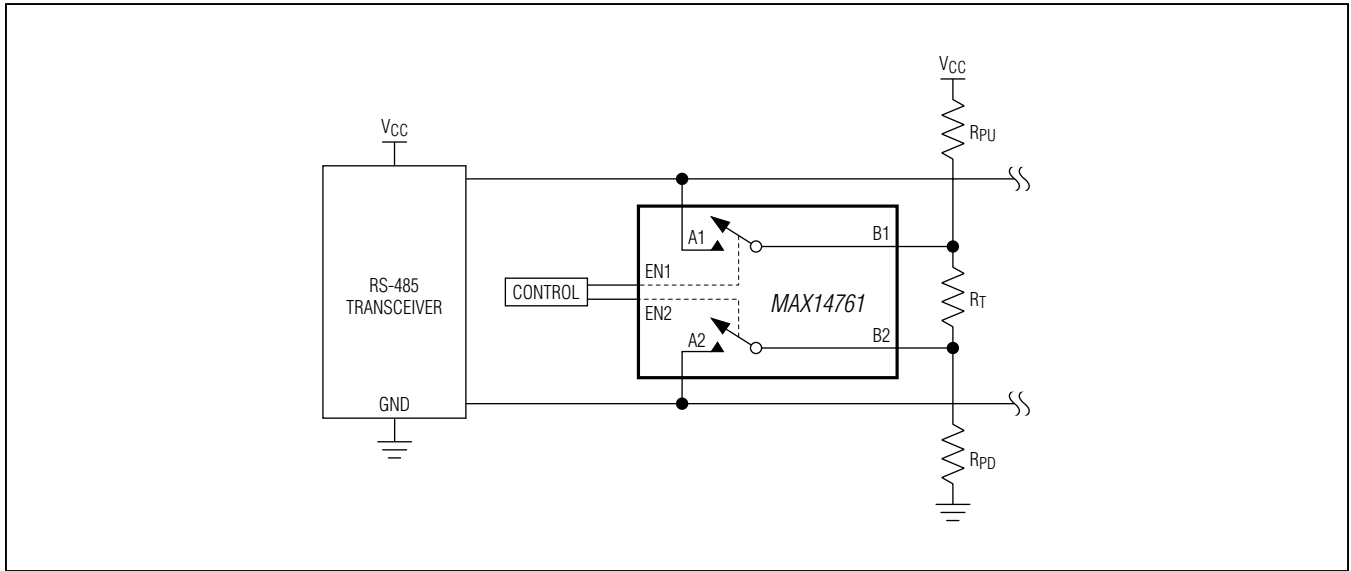 VCC
RPU
VCC
RS-485
TRANSCEIVER
GND
CONTROL
A1
B1
EN1
EN2
MAX14761
A2
B2
RT
RPD